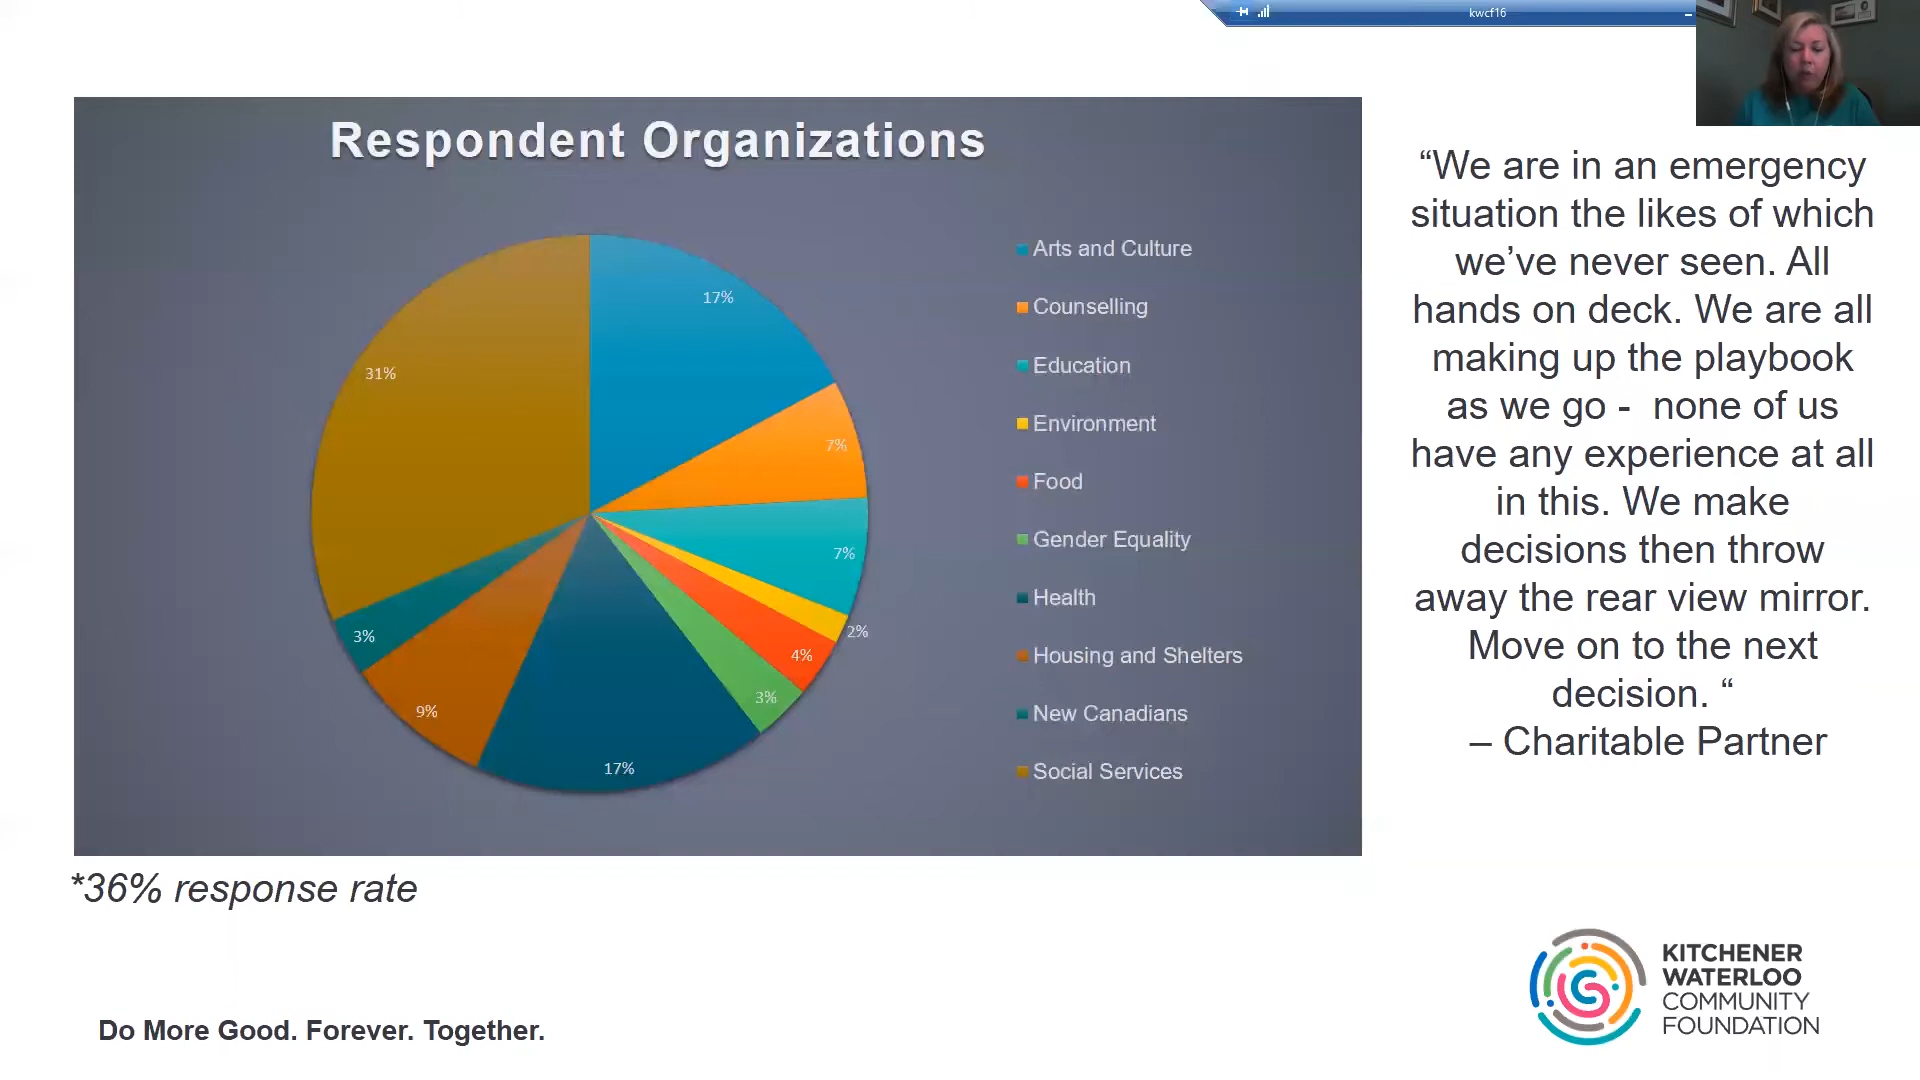 kwcf16
Respondent Organizations
17%
7%
7%
2%
4%
3%
17%
9%
3%
31%
Arts and Culture
Counselling
Education
Environment
Food
Gender Equality
Health
Housing and Shelters
New Canadians
Social Services
*36% response rate
“We are in an emergency
situation the likes of which
we’ve never seen. All
hands on deck. We are all
making up the playbook
as we go -  none of us
have any experience at all
in this. We make
decisions then throw
away the rear view mirror.
Move on to the next
decision. “
– Charitable Partner
Do More Good. Forever. Together.
KITCHENER
WATERLOO
COMMUNITY
FOUNDATION